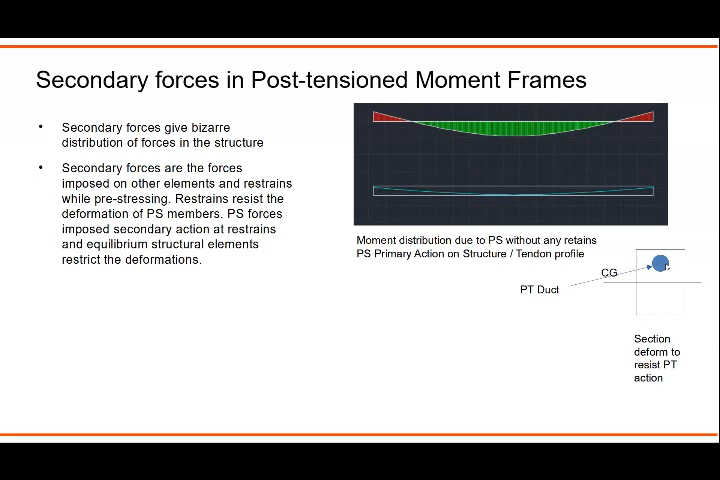 Secondary forces in Post-tensioned Moment Frames
Secondary forces give bizarre
distribution of forces in the structure
Secondary forces are the forces
imposed on other elements and restrains
while pre-stressing. Restrains resist the
deformation of PS members. PS forces
imposed secondary action at restrains
and equilibrium structural elements
restrict the deformations.
Moment distribution due to PS without any retains
PS Primary Action on Structure / Tendon profile
CG
PT Duct
Section
deform to
resist PT
action